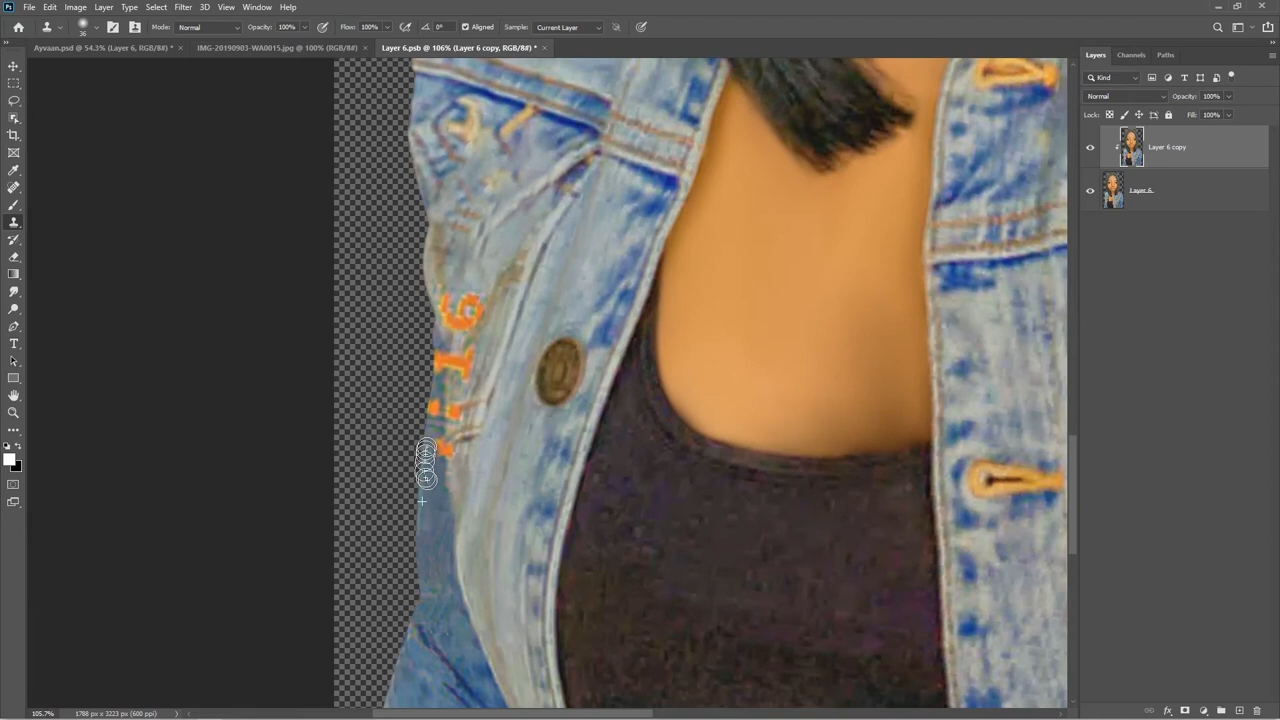 File Edit Image Layer Type Select Filter 3D View Window Help
36 Mode: Normal Opacity: 100% Flow: 100% 0° Aligned Sample: Current Layer
Ayvaan.psd @ 54.3% (Layer 6, RGB/8#) * × IMG-20190903-WA0015.jpg @ 100% (RGB/8#) × Layer 6.psb @ 106% (Layer 6 copy, RGB/8#) * ×
Layers Channels Paths
Kind
Normal Opacity: 100%
Lock: Fill: 100%
Layer 6 copy
Layer 6
105.7% 1788 px x 3223 px (600 ppi)